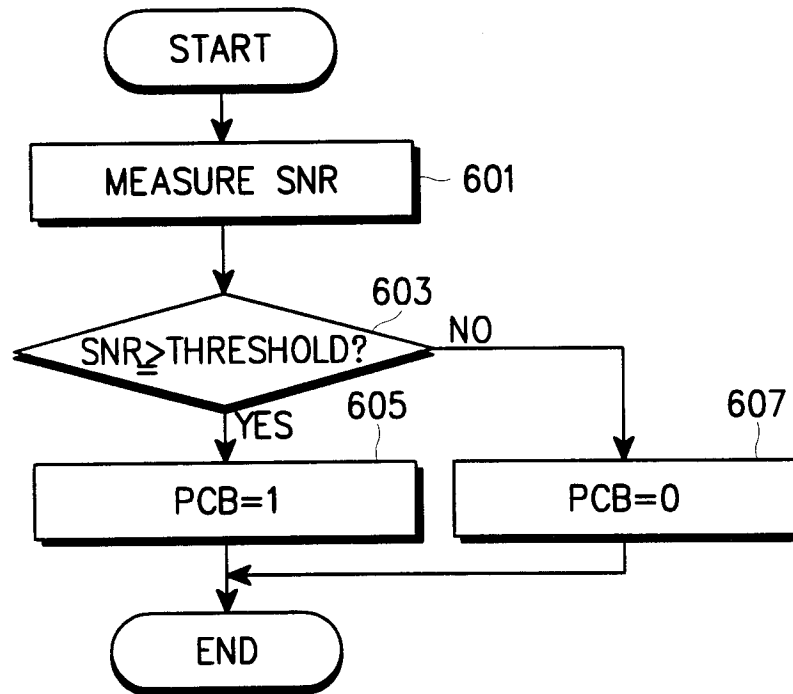 START
MEASURE SNR
601
603
SNR≥THRESHOLD?
NO
YES
605
607
PCB=1
PCB=0
END